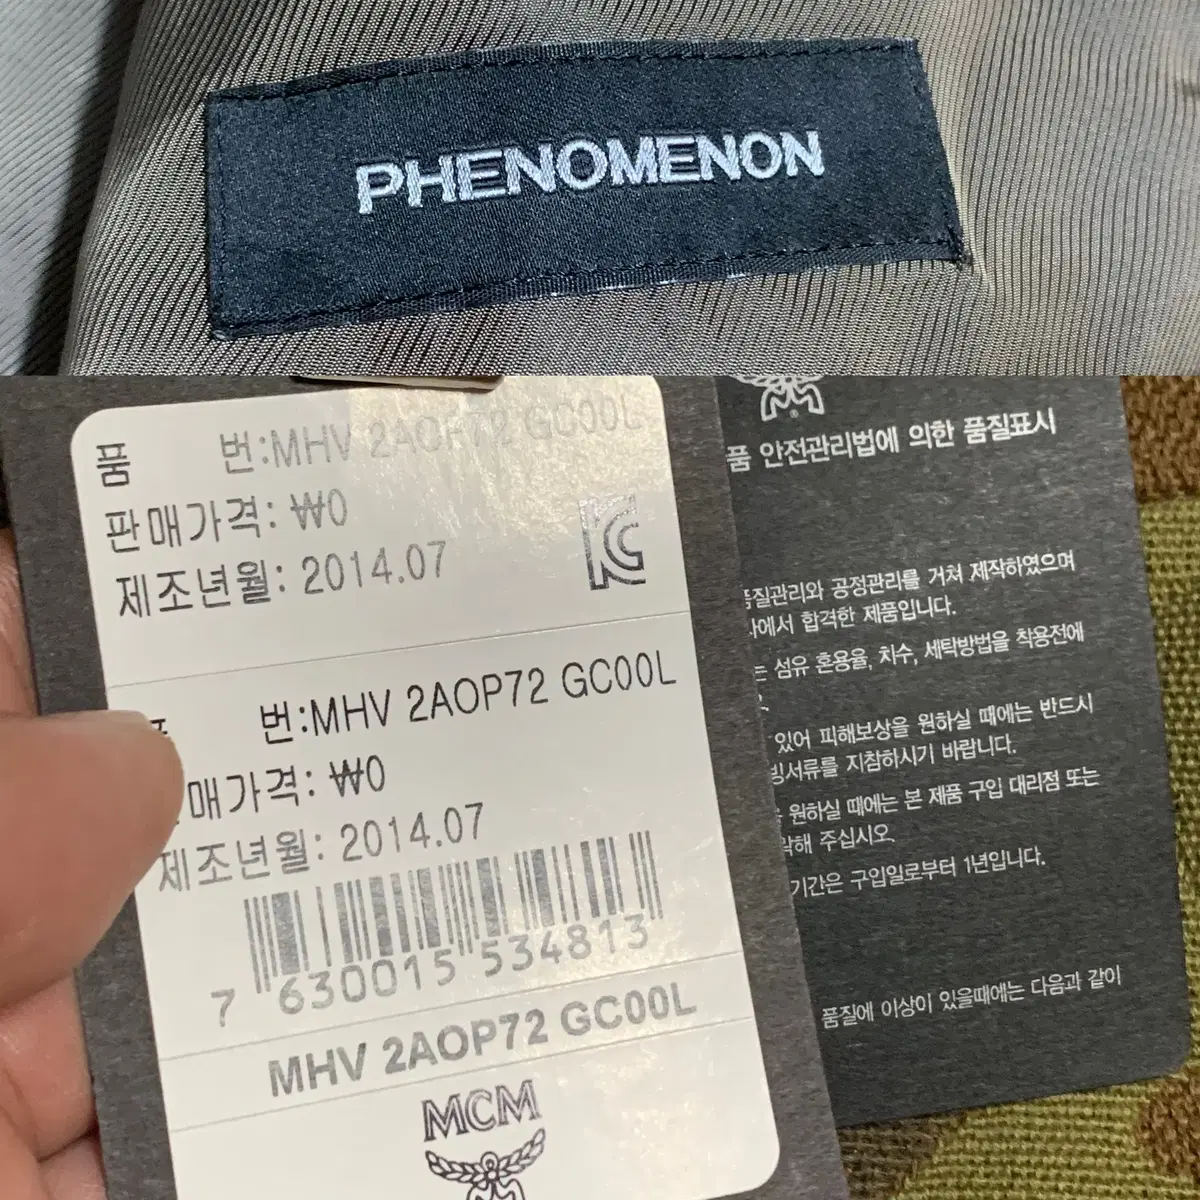 PHENOMENON
품 번:MHV 2AOP72 GC00L
판매가격: ₩0
제조년월: 2014.07
번:MHV 2AOP72 GC00L
매가격: ₩0
제조년월: 2014.07
7 630015 534813
MHV 2AOP72 GC00L
MCM
품 안전관리법에 의한 품질표시
품질관리와 공정관리를 거쳐 제작하였으며
에서 합격한 제품입니다.
는 섬유 혼용율, 치수, 세탁방법을 착용전에
있어 피해보상을 원하실 때에는 반드시
빙서류를 지참하시기 바랍니다.
원하실 때에는 본 제품 구입 대리점 또는
락해 주십시오.
기간은 구입일로부터 1년입니다.
품질에 이상이 있을때에는 다음과 같이